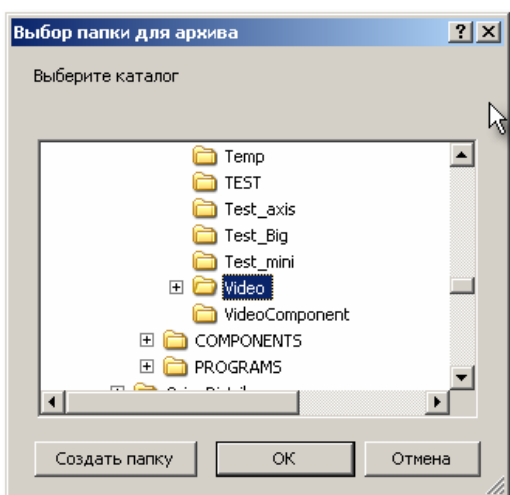 Выбор папки для архива
Выберите каталог
Temp
TEST
Test_axis
Test_Big
Test_mini
Video
VideoComponent
COMPONENTS
PROGRAMS
Создать папку
OK
Отмена